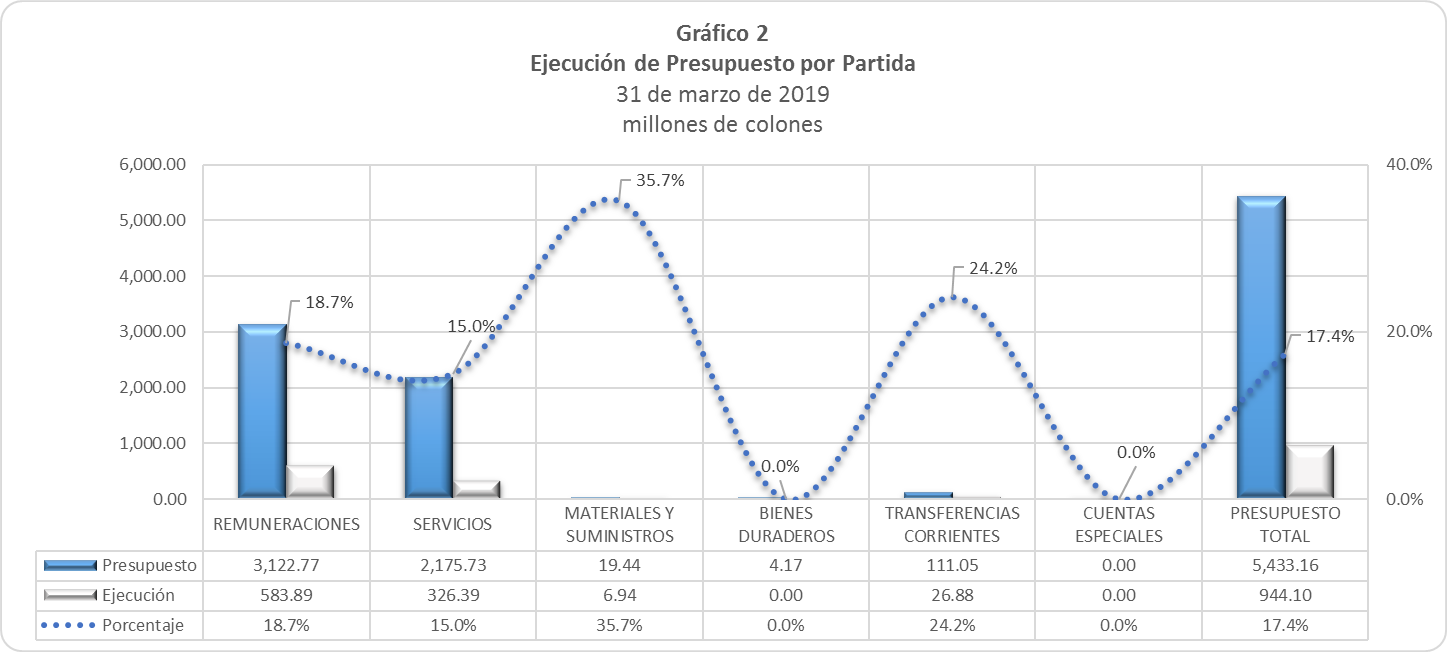 Gráfico 2
Ejecución de Presupuesto por Partida
31 de marzo de 2019
millones de colones
6,000.00
5,000.00
4,000.00
3,000.00
2,000.00
1,000.00
0.00
40.0%
20.0%
0.0%
18.7%
15.0%
35.7%
0.0%
24.2%
0.0%
17.4%
REMUNERACIONES
SERVICIOS
MATERIALES Y
SUMINISTROS
BIENES
DURADEROS
TRANSFERENCIAS
CORRIENTES
CUENTAS
ESPECIALES
PRESUPUESTO
TOTAL
Presupuesto 3,122.77 2,175.73 19.44 4.17 111.05 0.00 5,433.16
Ejecución 583.89 326.39 6.94 0.00 26.88 0.00 944.10
Porcentaje 18.7% 15.0% 35.7% 0.0% 24.2% 0.0% 17.4%